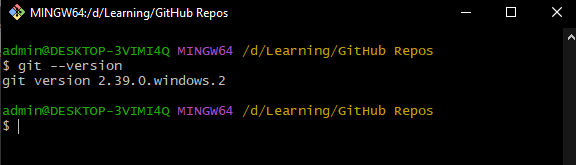 MINGW64:/d/Learning/GitHub Repos
admin@DESKTOP-3VIMI4Q MINGW64 /d/Learning/GitHub Repos
$ git --version
git version 2.39.0.windows.2
admin@DESKTOP-3VIMI4Q MINGW64 /d/Learning/GitHub Repos
$